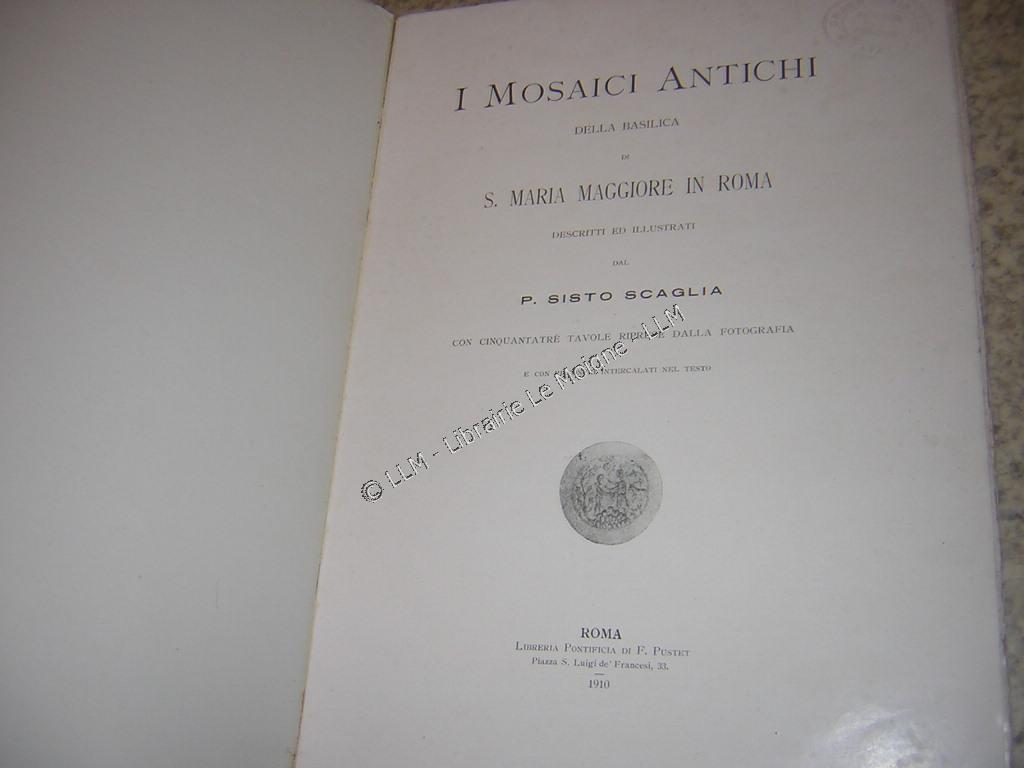 I MOSAICI ANTICHI
DELLA BASILICA
DI
S. MARIA MAGGIORE IN ROMA
DESCRITTI ED ILLUSTRATI
DAL
P. SISTO SCAGLIA
CON CINQUANTATRÈ TAVOLE RIPRESE DALLA FOTOGRAFIA
E CON INTERCALATI NEL TESTO
© LLM - Librairie Le Moione - LLM
ROMA
LIBRERIA PONTIFICIA DI F. PUSTET
Piazza S. Luigi de' Francesi, 33.
1910